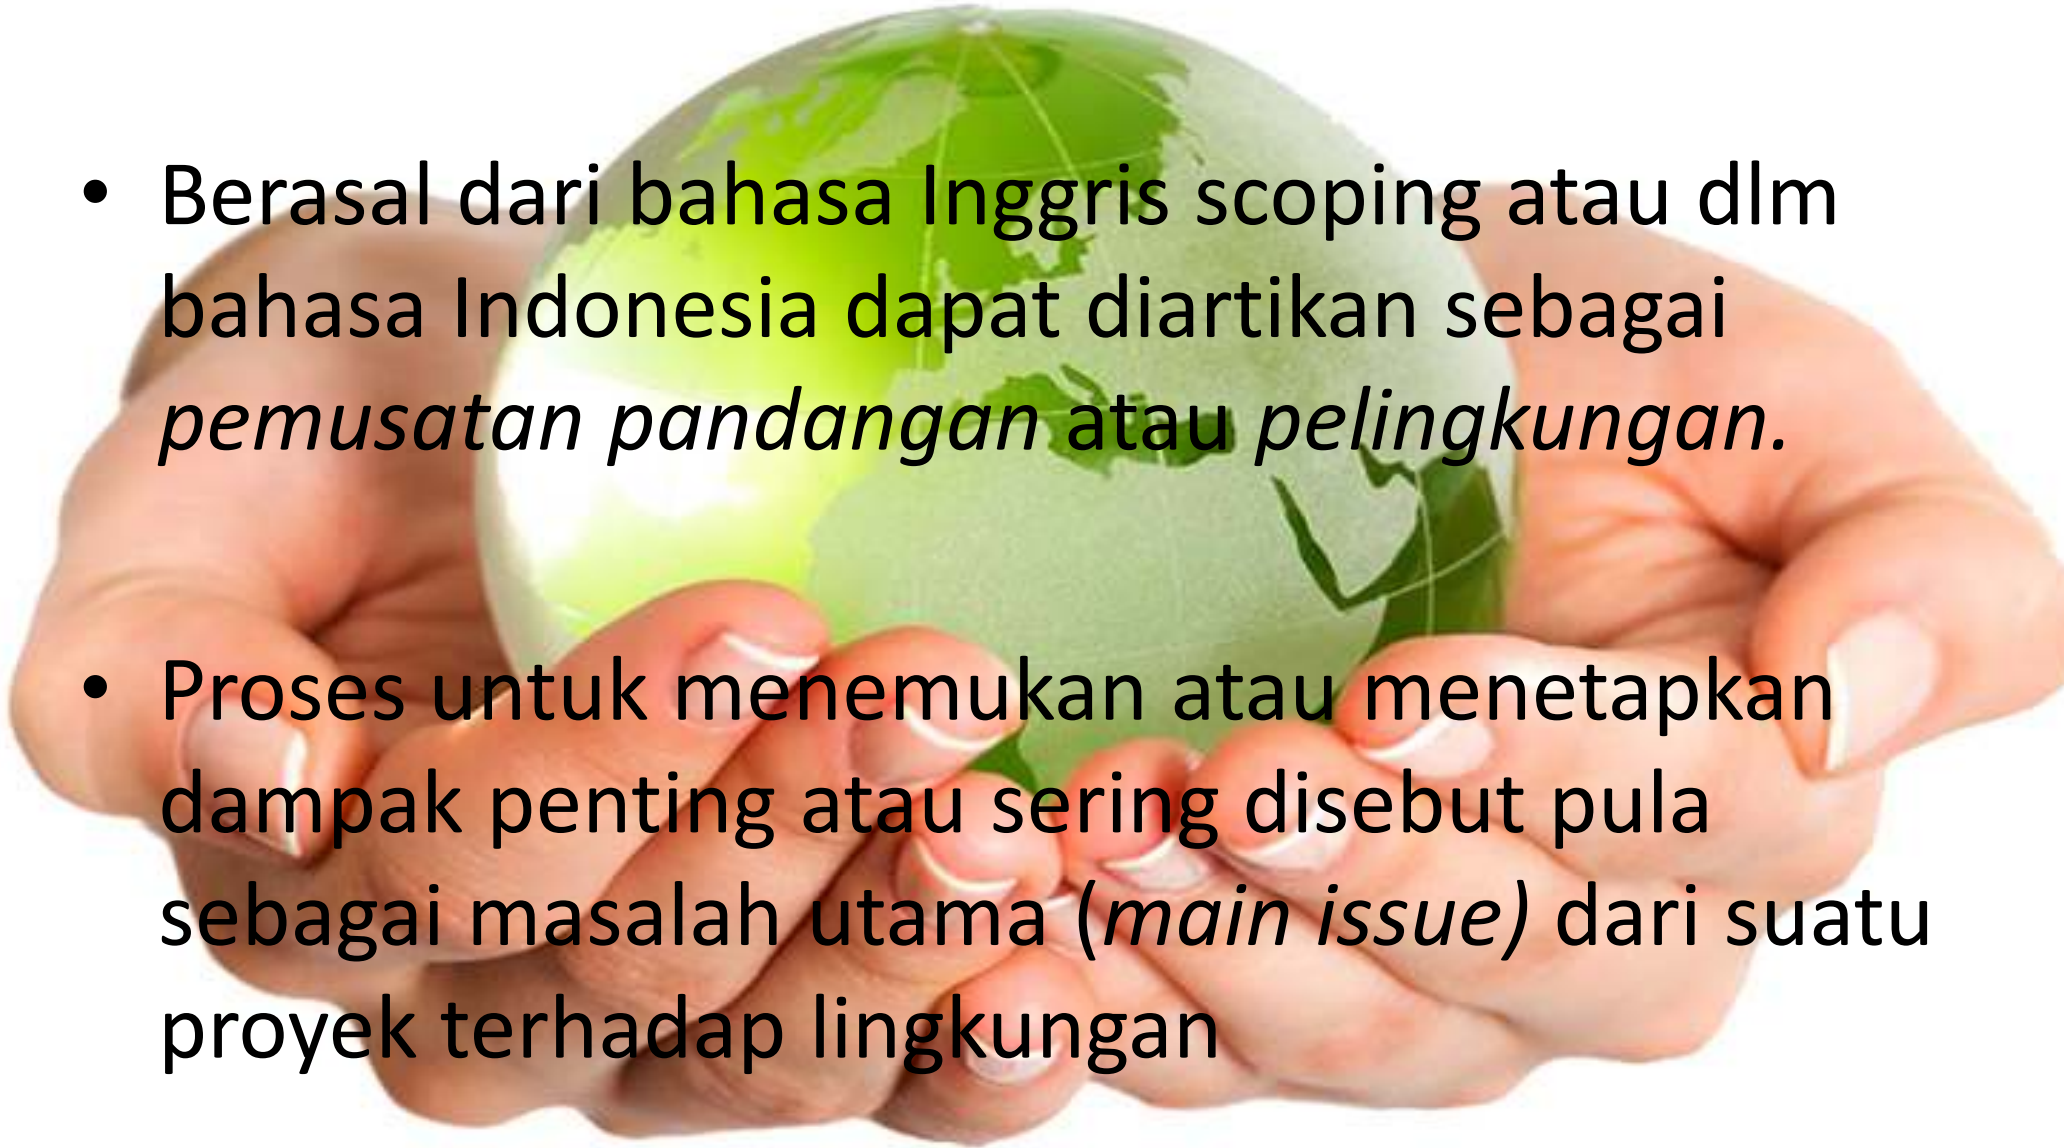 • Berasal dari bahasa Inggris scoping atau dlm
bahasa Indonesia dapat diartikan sebagai
pemusatan pandangan atau pelingkungan.
• Proses untuk menemukan atau menetapkan
dampak penting atau sering disebut pula
sebagai masalah utama (main issue) dari suatu
proyek terhadap lingkungan